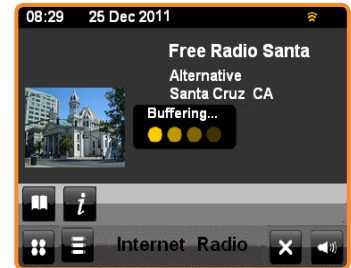 08:29 25 Dec 2011
Free Radio Santa
Alternative
Santa Cruz CA
Buffering...
i
Internet Radio